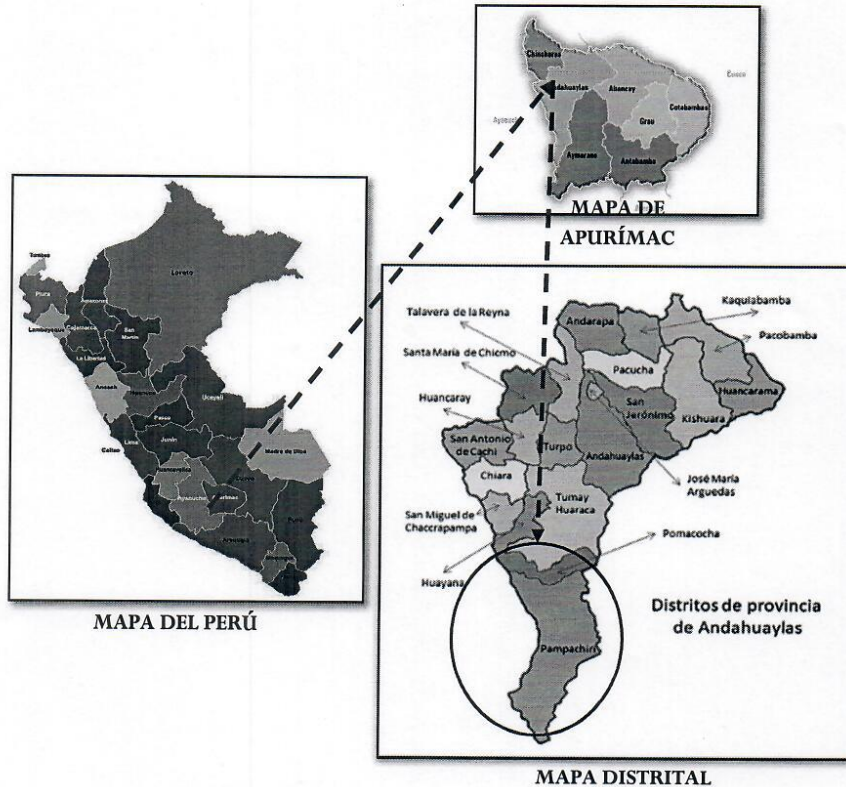 Chincheros
Andahuaylas
Abancay
Cotabambas
Grau
Aymaraes
Antabamba
Cusco
MAPA DE
APURÍMAC
Tumbes
Piura
Lambayeque
Cajamarca
Amazonas
Loreto
San
Martín
La Libertad
Ancash
Huánuco
Ucayali
Pasco
Junín
Lima
Callao
Madre de Dios
Huancavelica
Ayacucho
Apurímac
Puno
Arequipa
MAPA DEL PERÚ
Talavera de la Reyna
Santa María de Chicmo
Huancaray
Andarapa
Kaquiabamba
Pacobamba
Pacucha
Huancarama
San
Jerónimo
Kishuara
San Antonio
de Cachi
Turpo
Andahuaylas
Chiara
José María
Arguedas
Tumay
Huaraca
San Miguel de
Chaccrapampa
Pomacocha
Huayana
Distritos de provincia
de Andahuaylas
Pampachiri
MAPA DISTRITAL